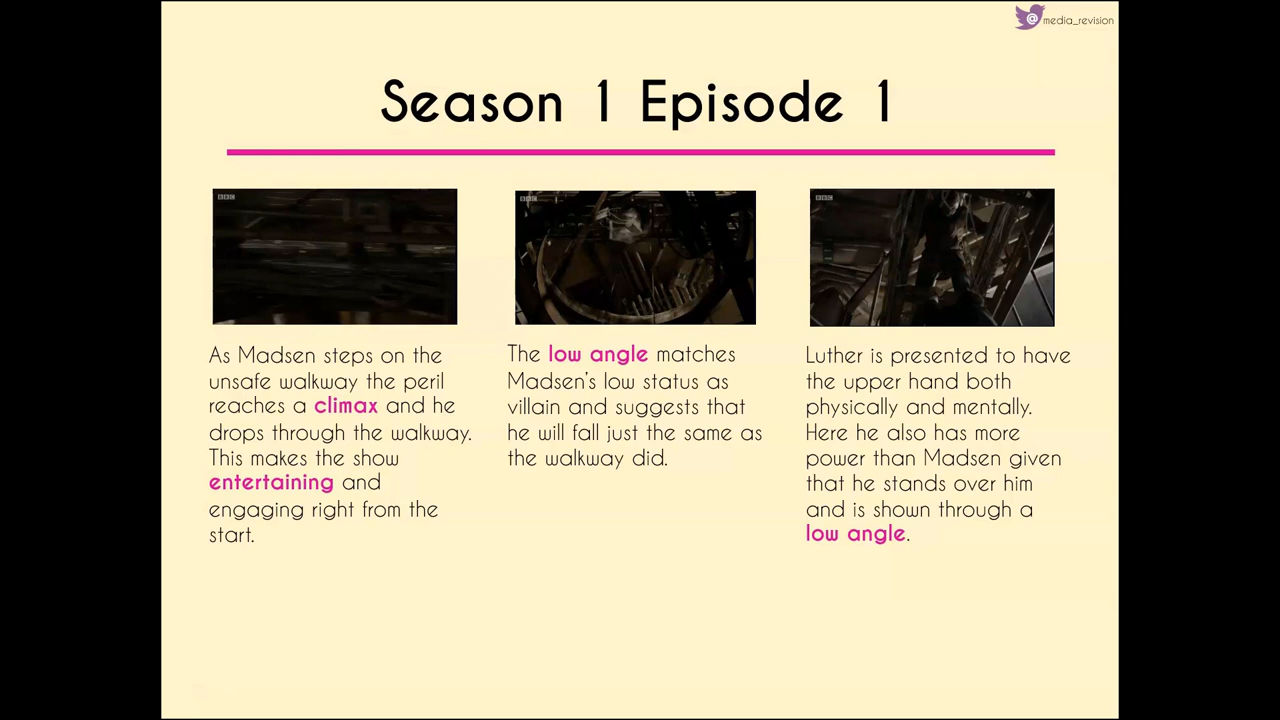 @media_revision
Season 1 Episode 1
BBC
BBC
BBC
As Madsen steps on the
unsafe walkway the peril
reaches a climax and he
drops through the walkway.
This makes the show
entertaining and
engaging right from the
start.
The low angle matches
Madsen's low status as
villain and suggests that
he will fall just the same as
the walkway did.
Luther is presented to have
the upper hand both
physically and mentally.
Here he also has more
power than Madsen given
that he stands over him
and is shown through a
low angle.